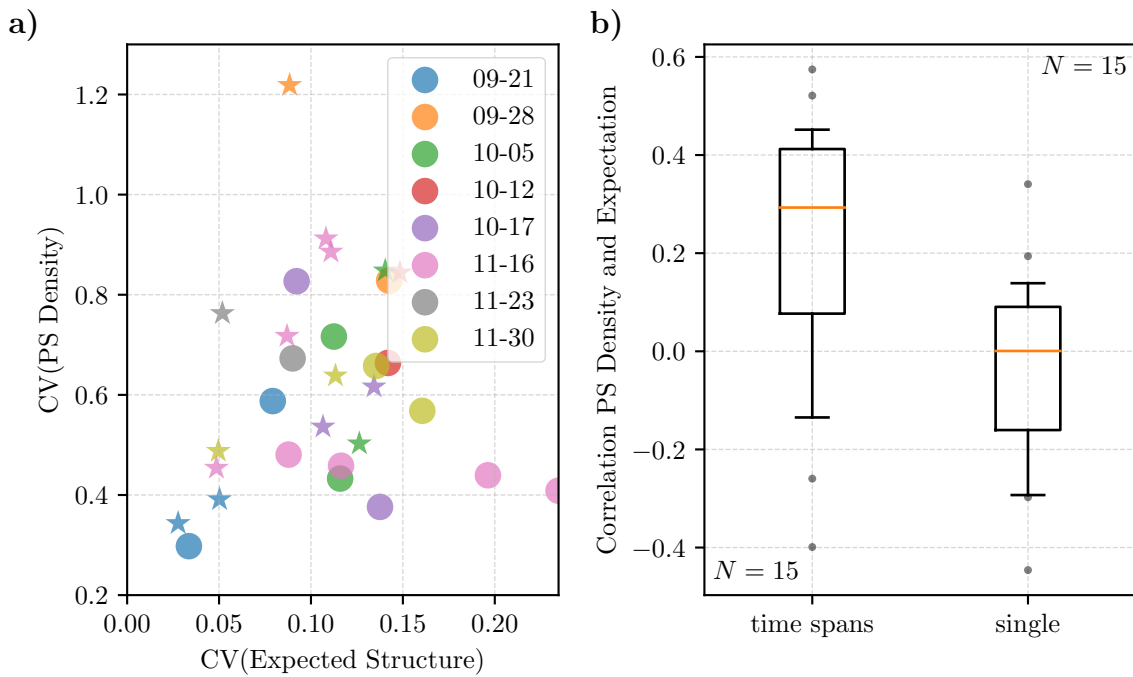 a)
CV(PS Density)
1.2
1.0
0.8
0.6
0.4
0.2
0.00
0.05
0.10
0.15
0.20
CV(Expected Structure)
09-21
09-28
10-05
10-12
10-17
11-16
11-23
11-30
b)
Correlation PS Density and Expectation
0.6
0.4
0.2
0.0
−0.2
−0.4
N = 15
N = 15
time spans
single